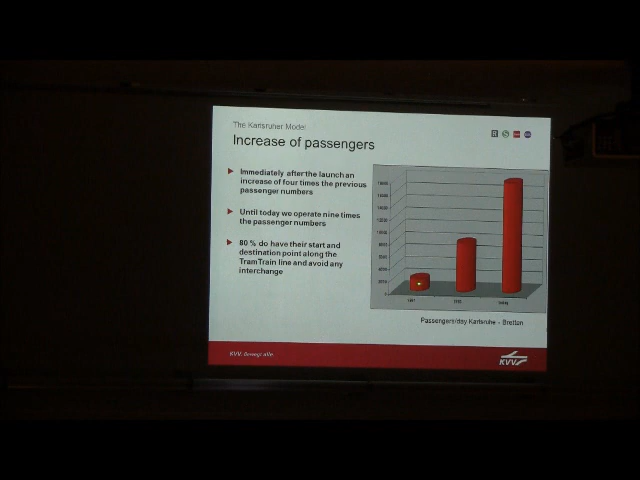 The Karlsruher Model
Increase of passengers
Immediately after the launch an
increase of four times the previous
passenger numbers
Until today we operate nine times
the passenger numbers
80 % do have their start and
destination point along the
TramTrain line and avoid any
interchange
Passengers/day Karlsruhe – Bretten
KVV. Bewegt alle.
KVV